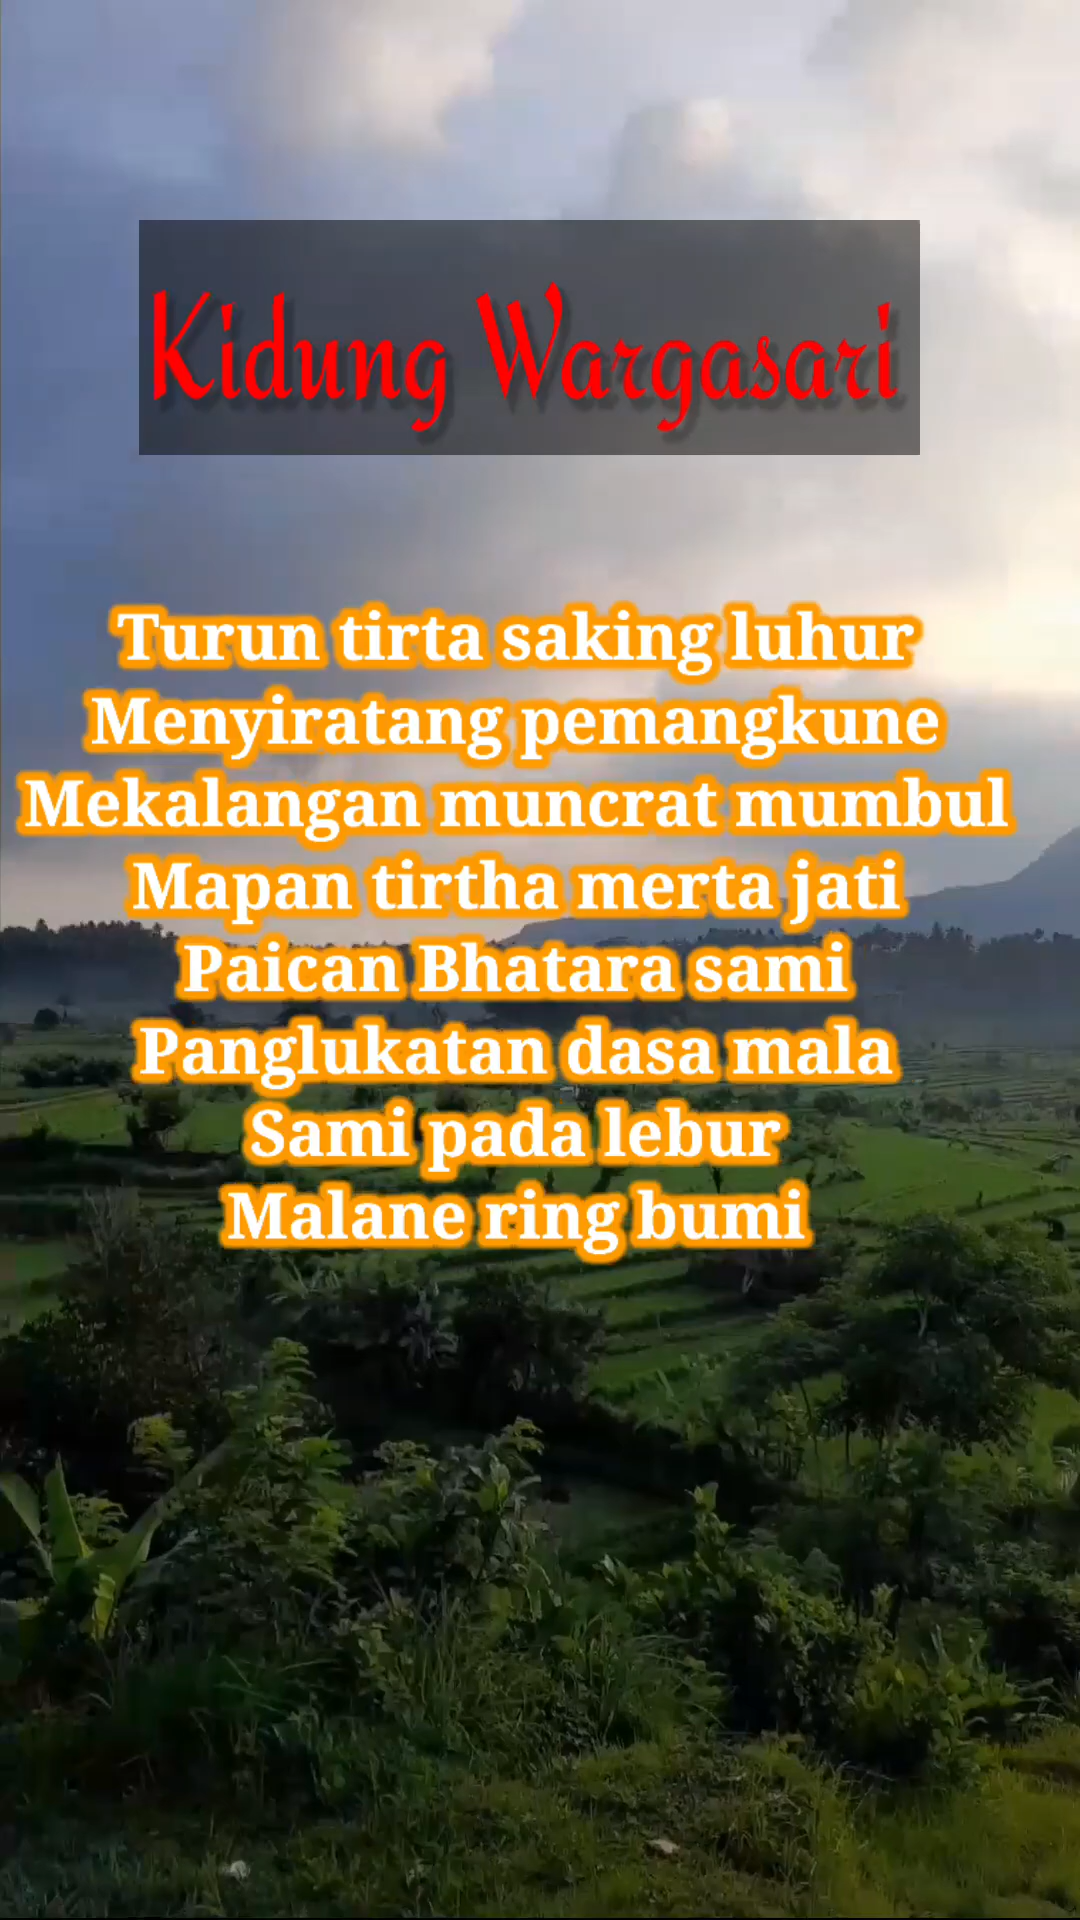 Kidung Wargasari
Turun tirta saking luhur
Menyiratang pemangkune
Mekalangan muncrat mumbul
Mapan tirtha merta jati
Paican Bhatara sami
Panglukatan dasa mala
Sami pada lebur
Malane ring bumi